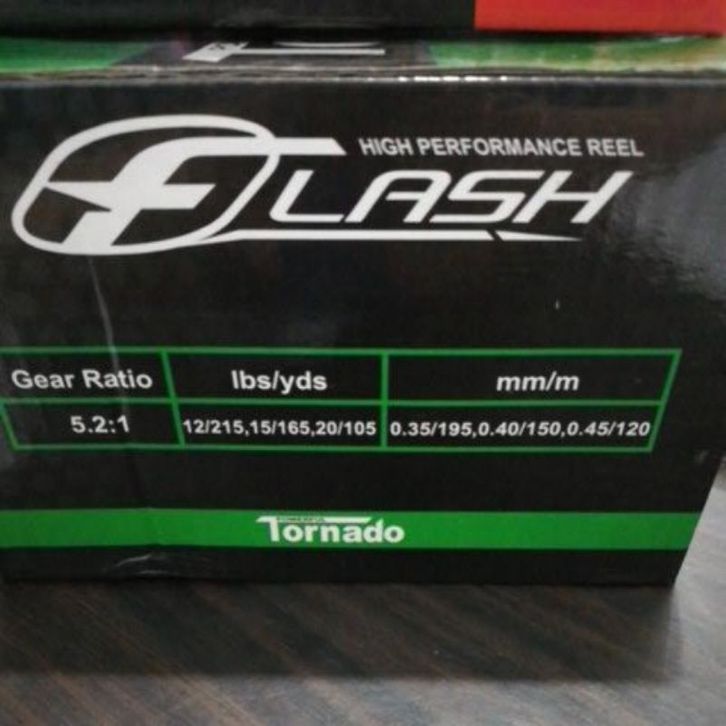 HIGH PERFORMANCE REEL
FLASH
Gear Ratio lbs/yds mm/m
5.2:1 12/215,15/165,20/105 0.35/195,0.40/150,0.45/120
POWERFUL
Tornado